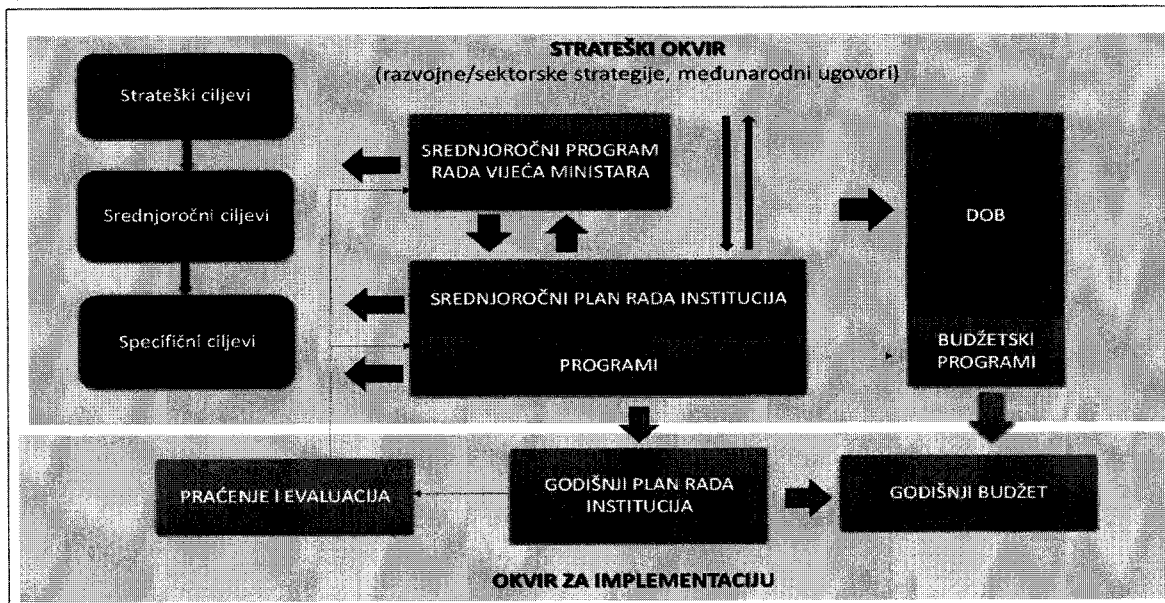 STRATEŠKI OKVIR
(razvojne/sektorske strategije, međunarodni ugovori)
Strateški ciljevi
Srednjoročni ciljevi
Specifični ciljevi
SREDNJOROČNI PROGRAM
RADA VIJEĆA MINISTARA
SREDNJOROČNI PLAN RADA INSTITUCIJA
PROGRAMI
DOB
BUDŽETSKI
PROGRAMI
PRAĆENJE I EVALUACIJA
GODIŠNJI PLAN RADA
INSTITUCIJA
GODIŠNJI BUDŽET
OKVIR ZA IMPLEMENTACIJU